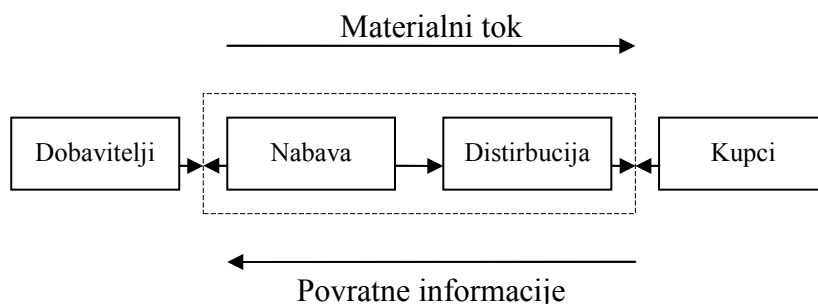 Materialni tok
Dobavitelji
Nabava
Distirbucija
Kupci
Povratne informacije